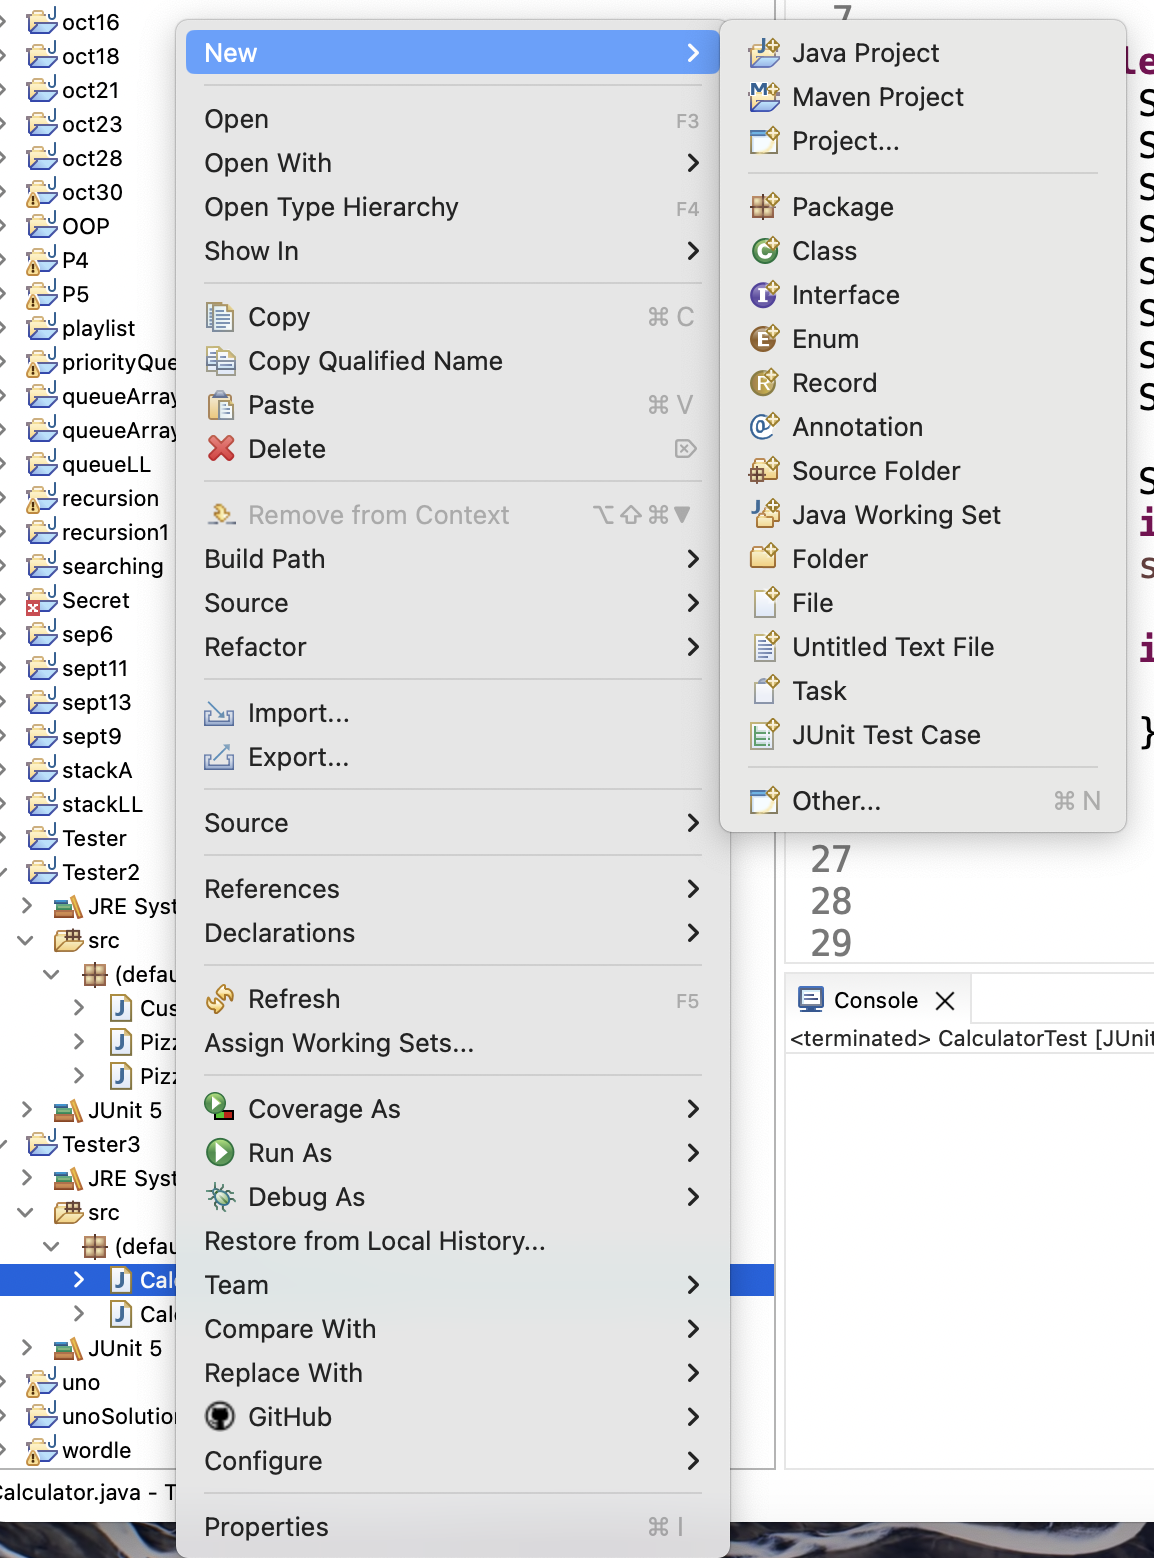 oct16
oct18
oct21
oct23
oct28
oct30
OOP
P4
P5
playlist
priorityQue
queueArray
queueArray
queueLL
recursion
recursion1
searching
Secret
sep6
sept11
sept13
sept9
stackA
stackLL
Tester
Tester2
JRE Syst
src
(defau
Cus
Pizz
Pizz
JUnit 5
Tester3
JRE Syst
src
(defau
Cal
Cal
JUnit 5
uno
unoSolution
wordle
Calculator.java - T
New
Open F3
Open With
Open Type Hierarchy F4
Show In
Copy ⌘ C
Copy Qualified Name
Paste ⌘ V
Delete ⌦
Remove from Context ⌥⇧⌘▼
Build Path
Source
Refactor
Import...
Export...
Source
References
Declarations
Refresh F5
Assign Working Sets...
Coverage As
Run As
Debug As
Restore from Local History...
Team
Compare With
Replace With
GitHub
Configure
Properties ⌘ I
Java Project
Maven Project
Project...
Package
Class
Interface
Enum
Record
Annotation
Source Folder
Java Working Set
Folder
File
Untitled Text File
Task
JUnit Test Case
Other... ⌘ N
7
le
S
S
S
S
S
S
S
S
S
i
s
i
}
27
28
29
Console
<terminated> CalculatorTest [JUnit